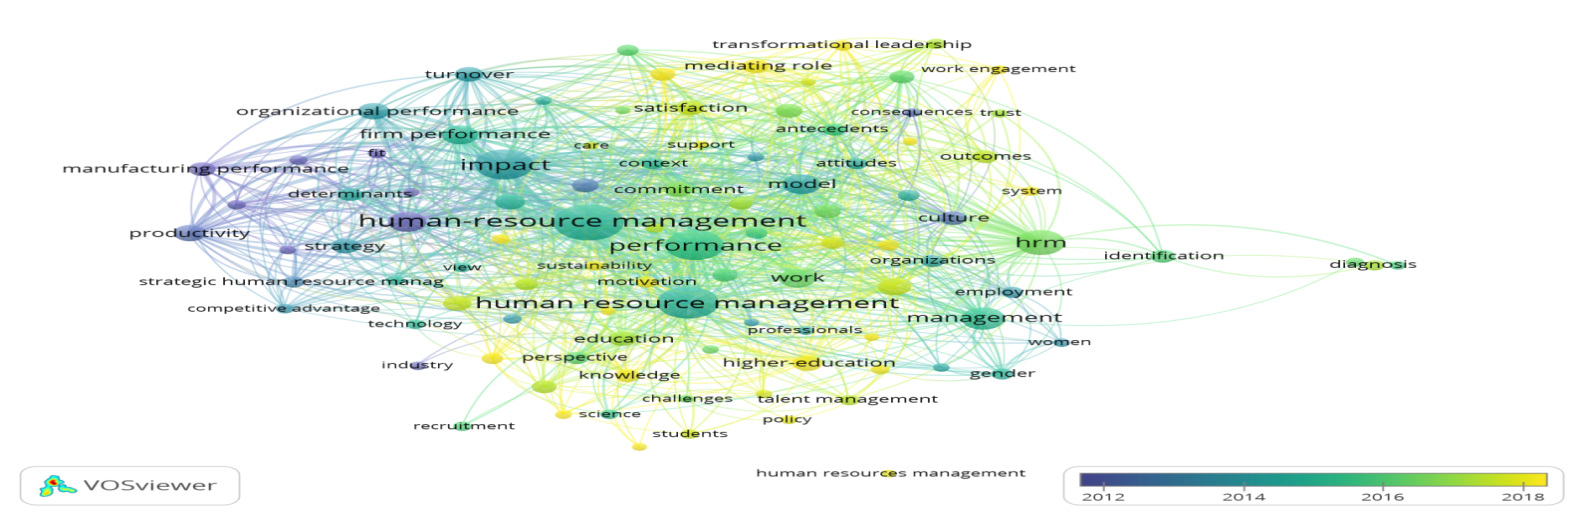 transformational leadership
mediating role
work engagement
turnover
organizational performance
satisfaction
consequences
trust
firm performance
antecedents
care
support
fit
outcomes
impact
context
attitudes
manufacturing performance
model
commitment
system
determinants
human-resource management
culture
productivity
strategy
performance
hrm
identification
organizations
view
sustainability
diagnosis
work
strategic human resource manag
motivation
employment
human resource management
competitive advantage
management
technology
professionals
education
women
perspective
higher-education
industry
knowledge
gender
challenges
talent management
science
policy
recruitment
students
human resources management
VOSviewer
2012 2014 2016 2018